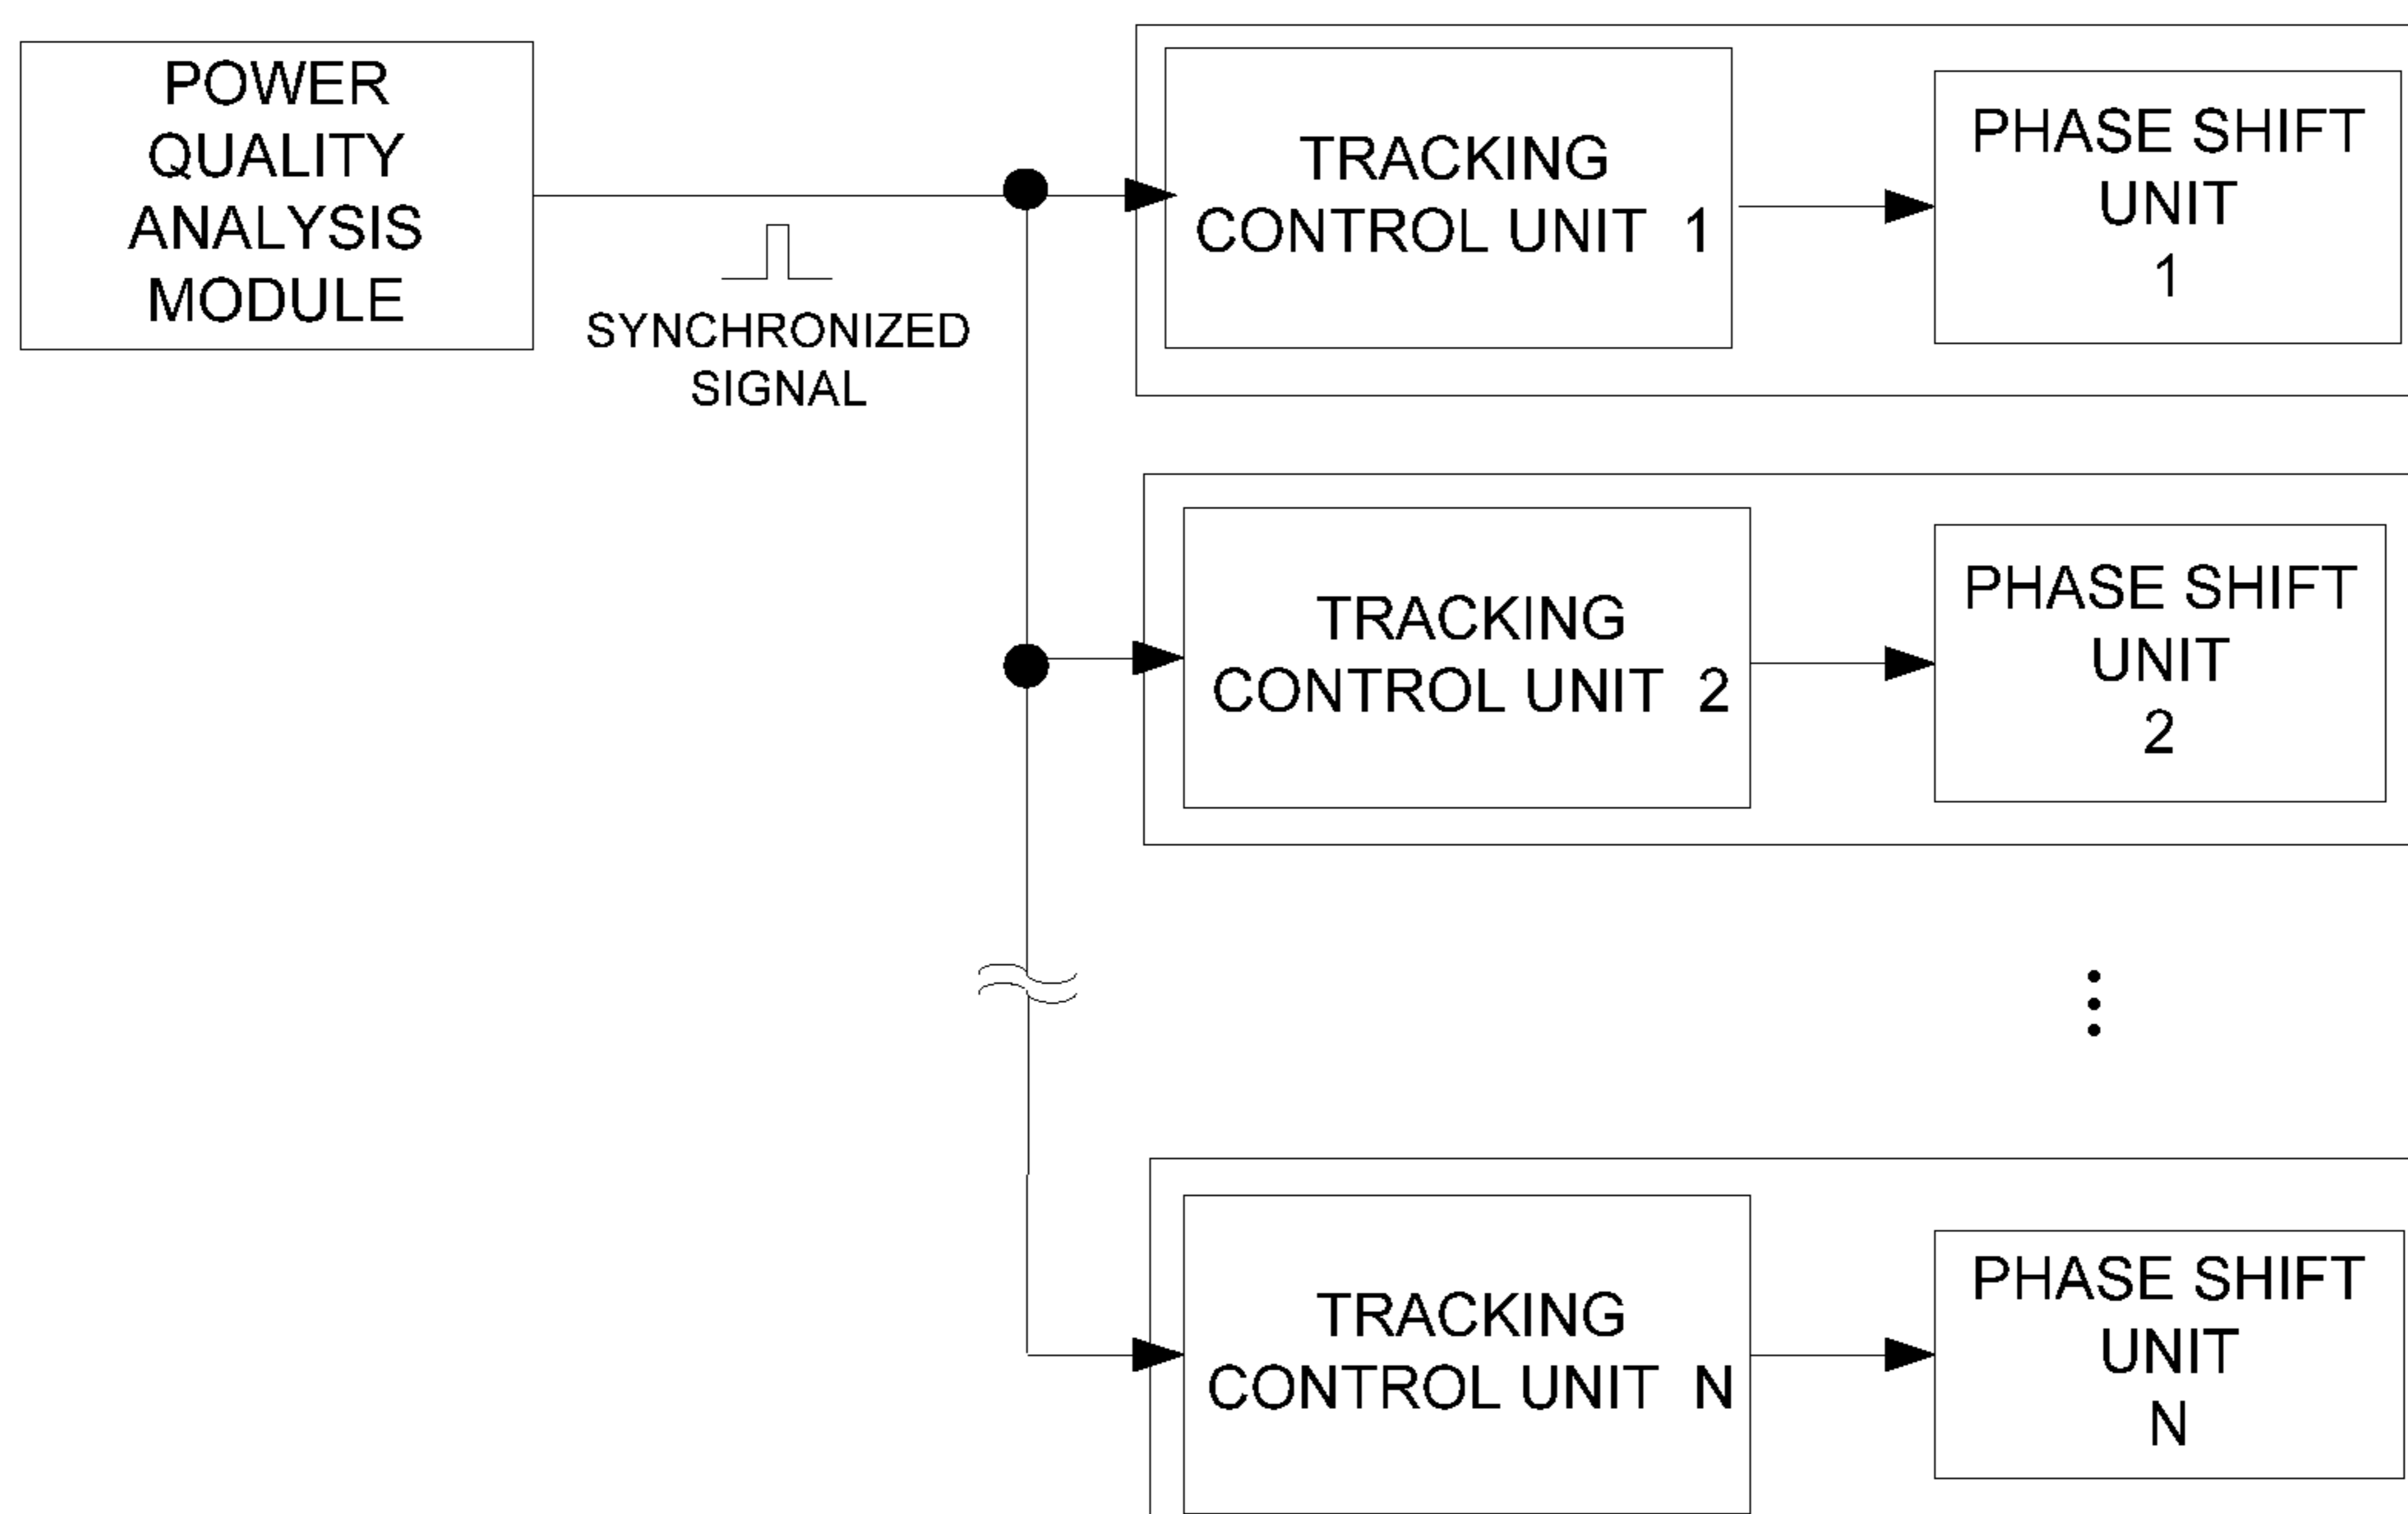 POWER
QUALITY
ANALYSIS
MODULE
SYNCHRONIZED
SIGNAL
TRACKING
CONTROL UNIT 1
PHASE SHIFT
UNIT
1
TRACKING
CONTROL UNIT 2
PHASE SHIFT
UNIT
2
TRACKING
CONTROL UNIT N
PHASE SHIFT
UNIT
N